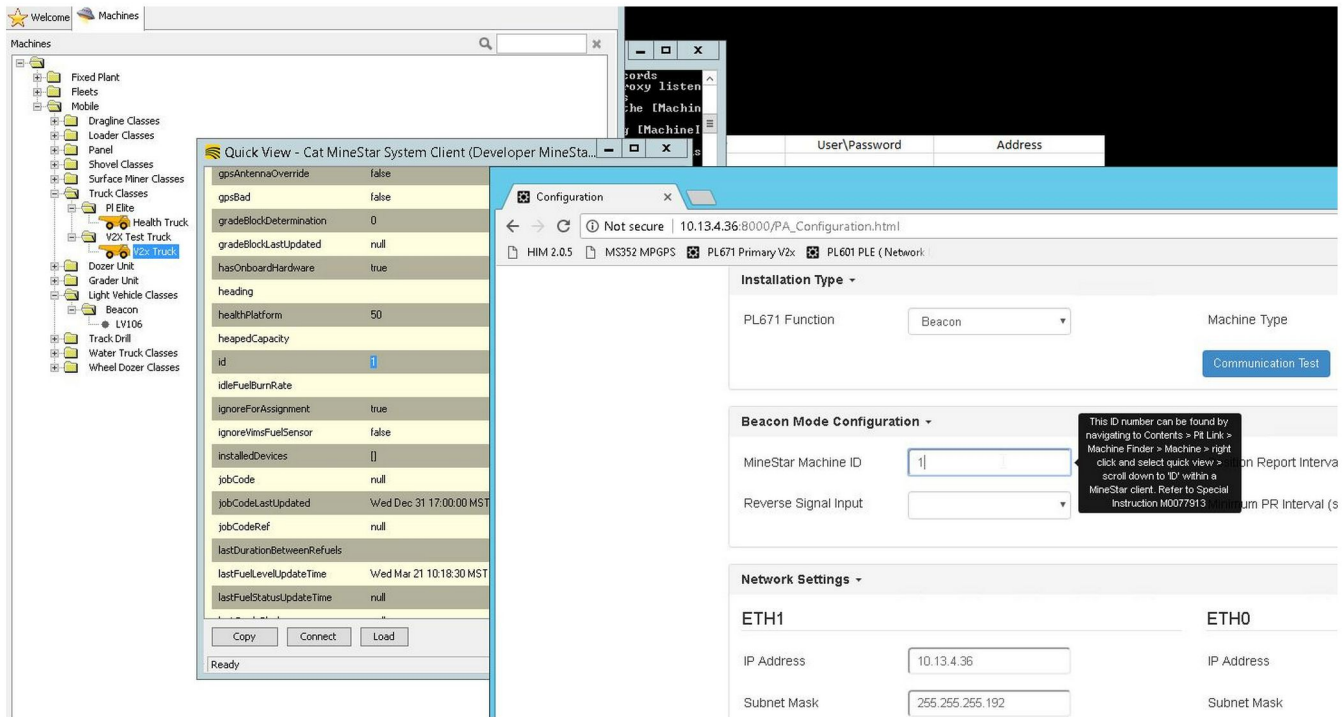 Welcome
Machines
Machines
Fixed Plant
Fleets
Mobile
Dragline Classes
Loader Classes
Panel
Shovel Classes
Surface Miner Classes
Truck Classes
Pl Elite
Health Truck
V2X Test Truck
V2x Truck
Dozer Unit
Grader Unit
Light Vehicle Classes
Beacon
LV106
Track Drill
Water Truck Classes
Wheel Dozer Classes
cords
roxy listen
the [Machin
g [MachineI
Quick View - Cat MineStar System Client (Developer MineSta...
gpsAntennaOverride false
gpsBad false
gradeBlockDetermination 0
gradeBlockLastUpdated null
hasOnboardHardware true
heading
healthPlatform 50
heapedCapacity
id 1
idleFuelBurnRate
ignoreForAssignment true
ignoreVimsFuelSensor false
installedDevices []
jobCode null
jobCodeLastUpdated Wed Dec 31 17:00:00 MST
jobCodeRef null
lastDurationBetweenRefuels
lastFuelLevelUpdateTime Wed Mar 21 10:18:30 MST
lastFuelStatusUpdateTime null
Copy Connect Load
Ready
User\Password Address
Configuration
Not secure | 10.13.4.36:8000/PA_Configuration.html
HIM 2.0.5 MS352 MPGPS PL671 Primary V2x PL601 PLE ( Network
Installation Type
PL671 Function Beacon Machine Type
Communication Test
Beacon Mode Configuration
MineStar Machine ID 1
Reverse Signal Input
This ID number can be found by
navigating to Contents > Pit Link >
Machine Finder > Machine > right
click and select quick view >
scroll down to 'ID' within a
MineStar client. Refer to Special
Instruction M0077913
Report Interva
PR Interval (s
Network Settings
ETH1 ETH0
IP Address 10.13.4.36 IP Address
Subnet Mask 255.255.255.192 Subnet Mask